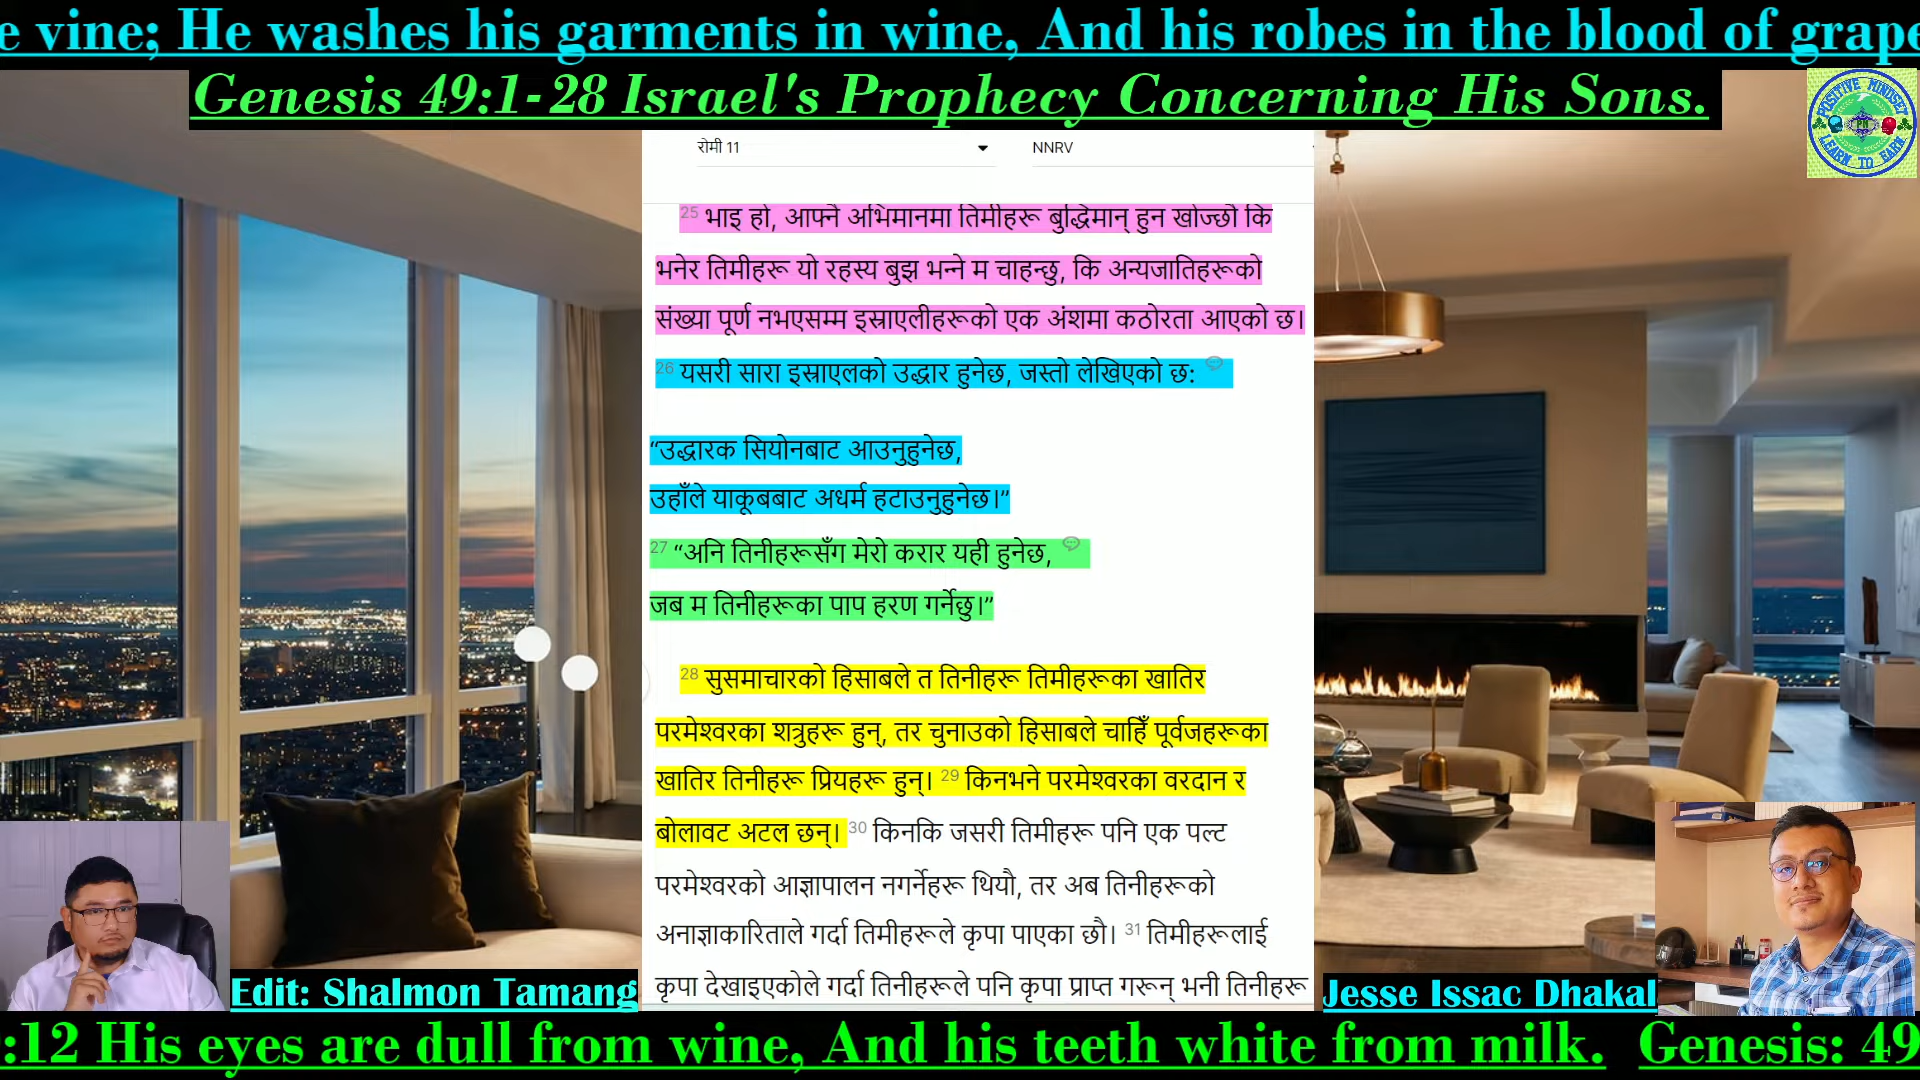 e vine; He washes his garments in wine, And his robes in the blood of grape
Genesis 49:1-28 Israel's Prophecy Concerning His Sons.
POSITIVE MINDSET
LEARN TO EARN
रोमी 11
NNRV
25 भाइ हो, आफ्नै अभिमानमा तिमीहरू बुद्धिमान् हुन खोज्छौ कि
भनेर तिमीहरू यो रहस्य बुझ भन्ने म चाहन्छु, कि अन्यजातिहरूको
संख्या पूर्ण नभएसम्म इस्राएलीहरूको एक अंशमा कठोरता आएको छ।
26 यसरी सारा इस्राएलको उद्धार हुनेछ, जस्तो लेखिएको छ:
“उद्धारक सियोनबाट आउनुहुनेछ,
उहाँले याकूबबाट अधर्म हटाउनुहुनेछ।”
27 “अनि तिनीहरूसँग मेरो करार यही हुनेछ,
जब म तिनीहरूका पाप हरण गर्नेछु।”
28 सुसमाचारको हिसाबले त तिनीहरू तिमीहरूका खातिर
परमेश्वरका शत्रुहरू हुन्, तर चुनाउको हिसाबले चाहिँ पूर्वजहरूका
खातिर तिनीहरू प्रियहरू हुन्। 29 किनभने परमेश्वरका वरदान र
बोलावट अटल छन्। 30 किनकि जसरी तिमीहरू पनि एक पल्ट
परमेश्वरको आज्ञापालन नगर्नेहरू थियौ, तर अब तिनीहरूको
अनाज्ञाकारिताले गर्दा तिमीहरूले कृपा पाएका छौ। 31 तिमीहरूलाई
कृपा देखाइएकोले गर्दा तिनीहरूले पनि कृपा प्राप्त गरून् भनी तिनीहरू
Edit: Shalmon Tamang
Jesse Issac Dhakal
:12 His eyes are dull from wine, And his teeth white from milk. Genesis: 49